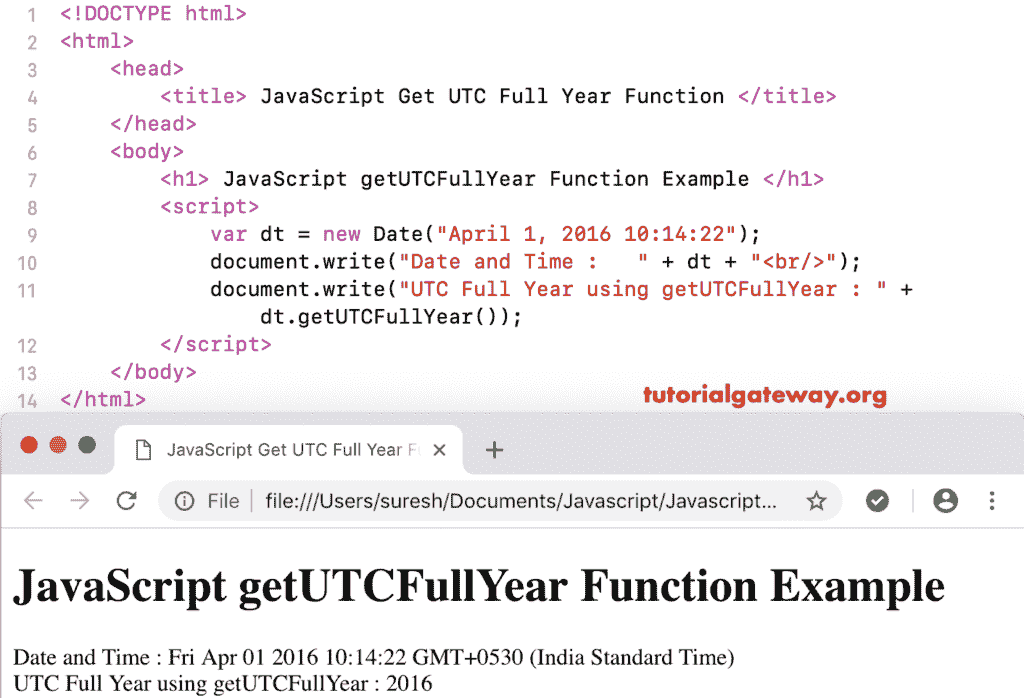 1 <!DOCTYPE html>
2 <html>
3 <head>
4 <title> JavaScript Get UTC Full Year Function </title>
5 </head>
6 <body>
7 <h1> JavaScript getUTCFullYear Function Example </h1>
8 <script>
9 var dt = new Date("April 1, 2016 10:14:22");
10 document.write("Date and Time :   " + dt + "<br/>");
11 document.write("UTC Full Year using getUTCFullYear : " +
dt.getUTCFullYear());
12 </script>
13 </body>
14 </html>
tutorialgateway.org
JavaScript Get UTC Full Year F
File file:///Users/suresh/Documents/Javascript/Javascript...
JavaScript getUTCFullYear Function Example
Date and Time : Fri Apr 01 2016 10:14:22 GMT+0530 (India Standard Time)
UTC Full Year using getUTCFullYear : 2016